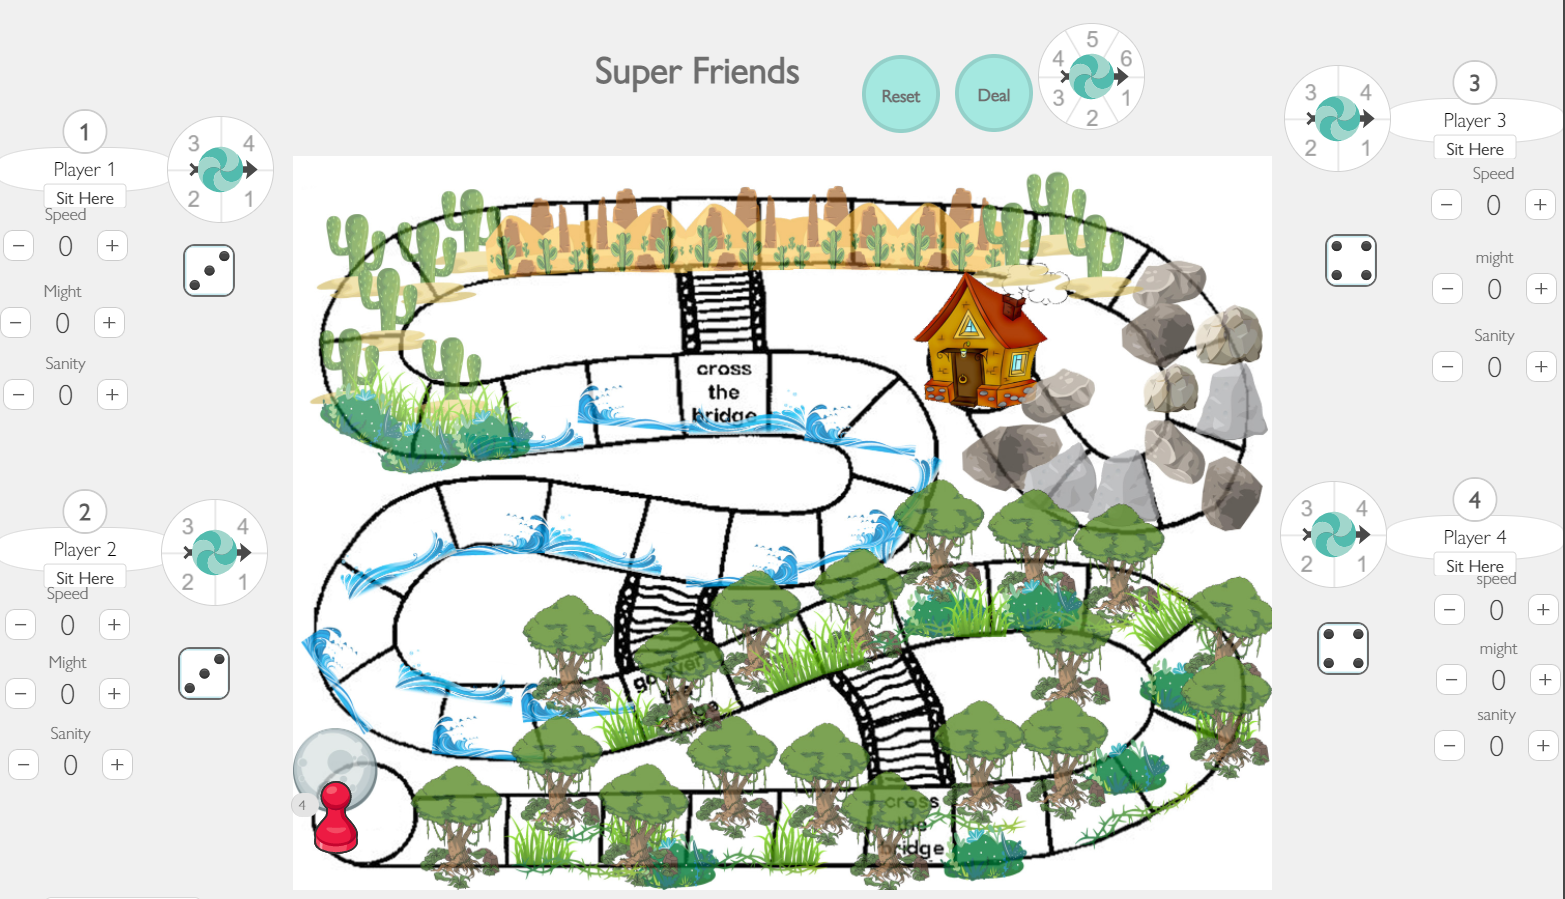 Super Friends
Reset
Deal
5
4
6
3
1
2
1
Player 1
Sit Here
3
4
2
1
Speed
−
0
+
Might
−
0
+
Sanity
−
0
+
2
Player 2
Sit Here
3
4
2
1
Speed
−
0
+
Might
−
0
+
Sanity
−
0
+
3
Player 3
Sit Here
3
4
2
1
Speed
−
0
+
might
−
0
+
Sanity
−
0
+
4
Player 4
Sit Here
3
4
2
1
speed
−
0
+
might
−
0
+
sanity
−
0
+
cross
the
bridge
go over
the
4
cross
the
bridge